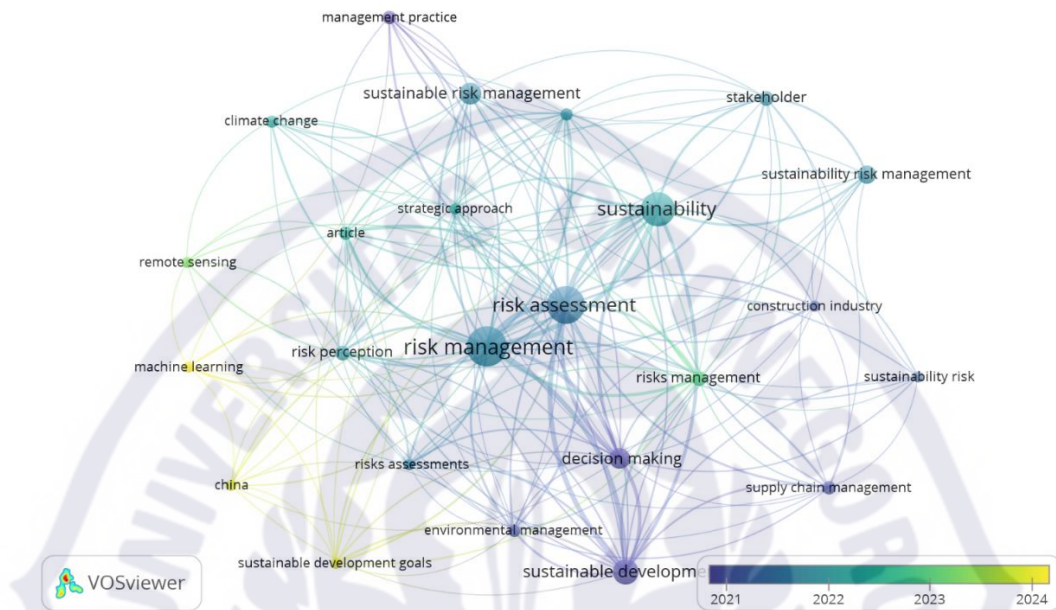 management practice
sustainable risk management
stakeholder
climate change
sustainability risk management
strategic approach
sustainability
article
remote sensing
risk assessment
construction industry
risk management
risk perception
machine learning
risks management
sustainability risk
decision making
risks assessments
china
supply chain management
environmental management
sustainable development goals
sustainable developme
VOSviewer
2021 2022 2023 2024
UNIVERSITAS DIPONEGORO